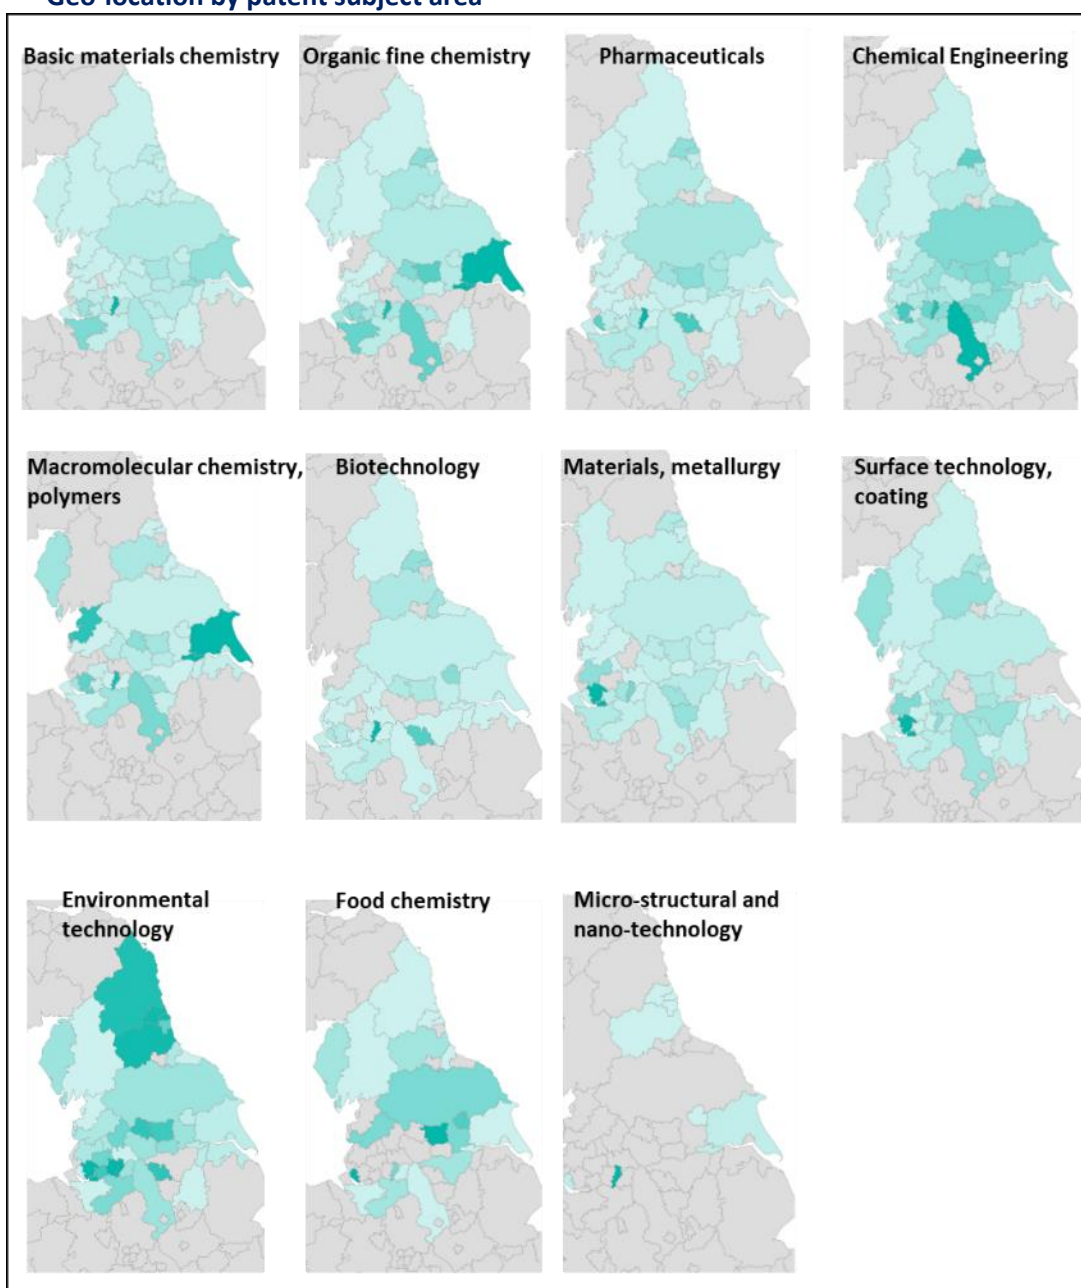 Geo-location by patent subject area
Basic materials chemistry
Organic fine chemistry
Pharmaceuticals
Chemical Engineering
Macromolecular chemistry,
polymers
Biotechnology
Materials, metallurgy
Surface technology,
coating
Environmental
technology
Food chemistry
Micro-structural and
nano-technology